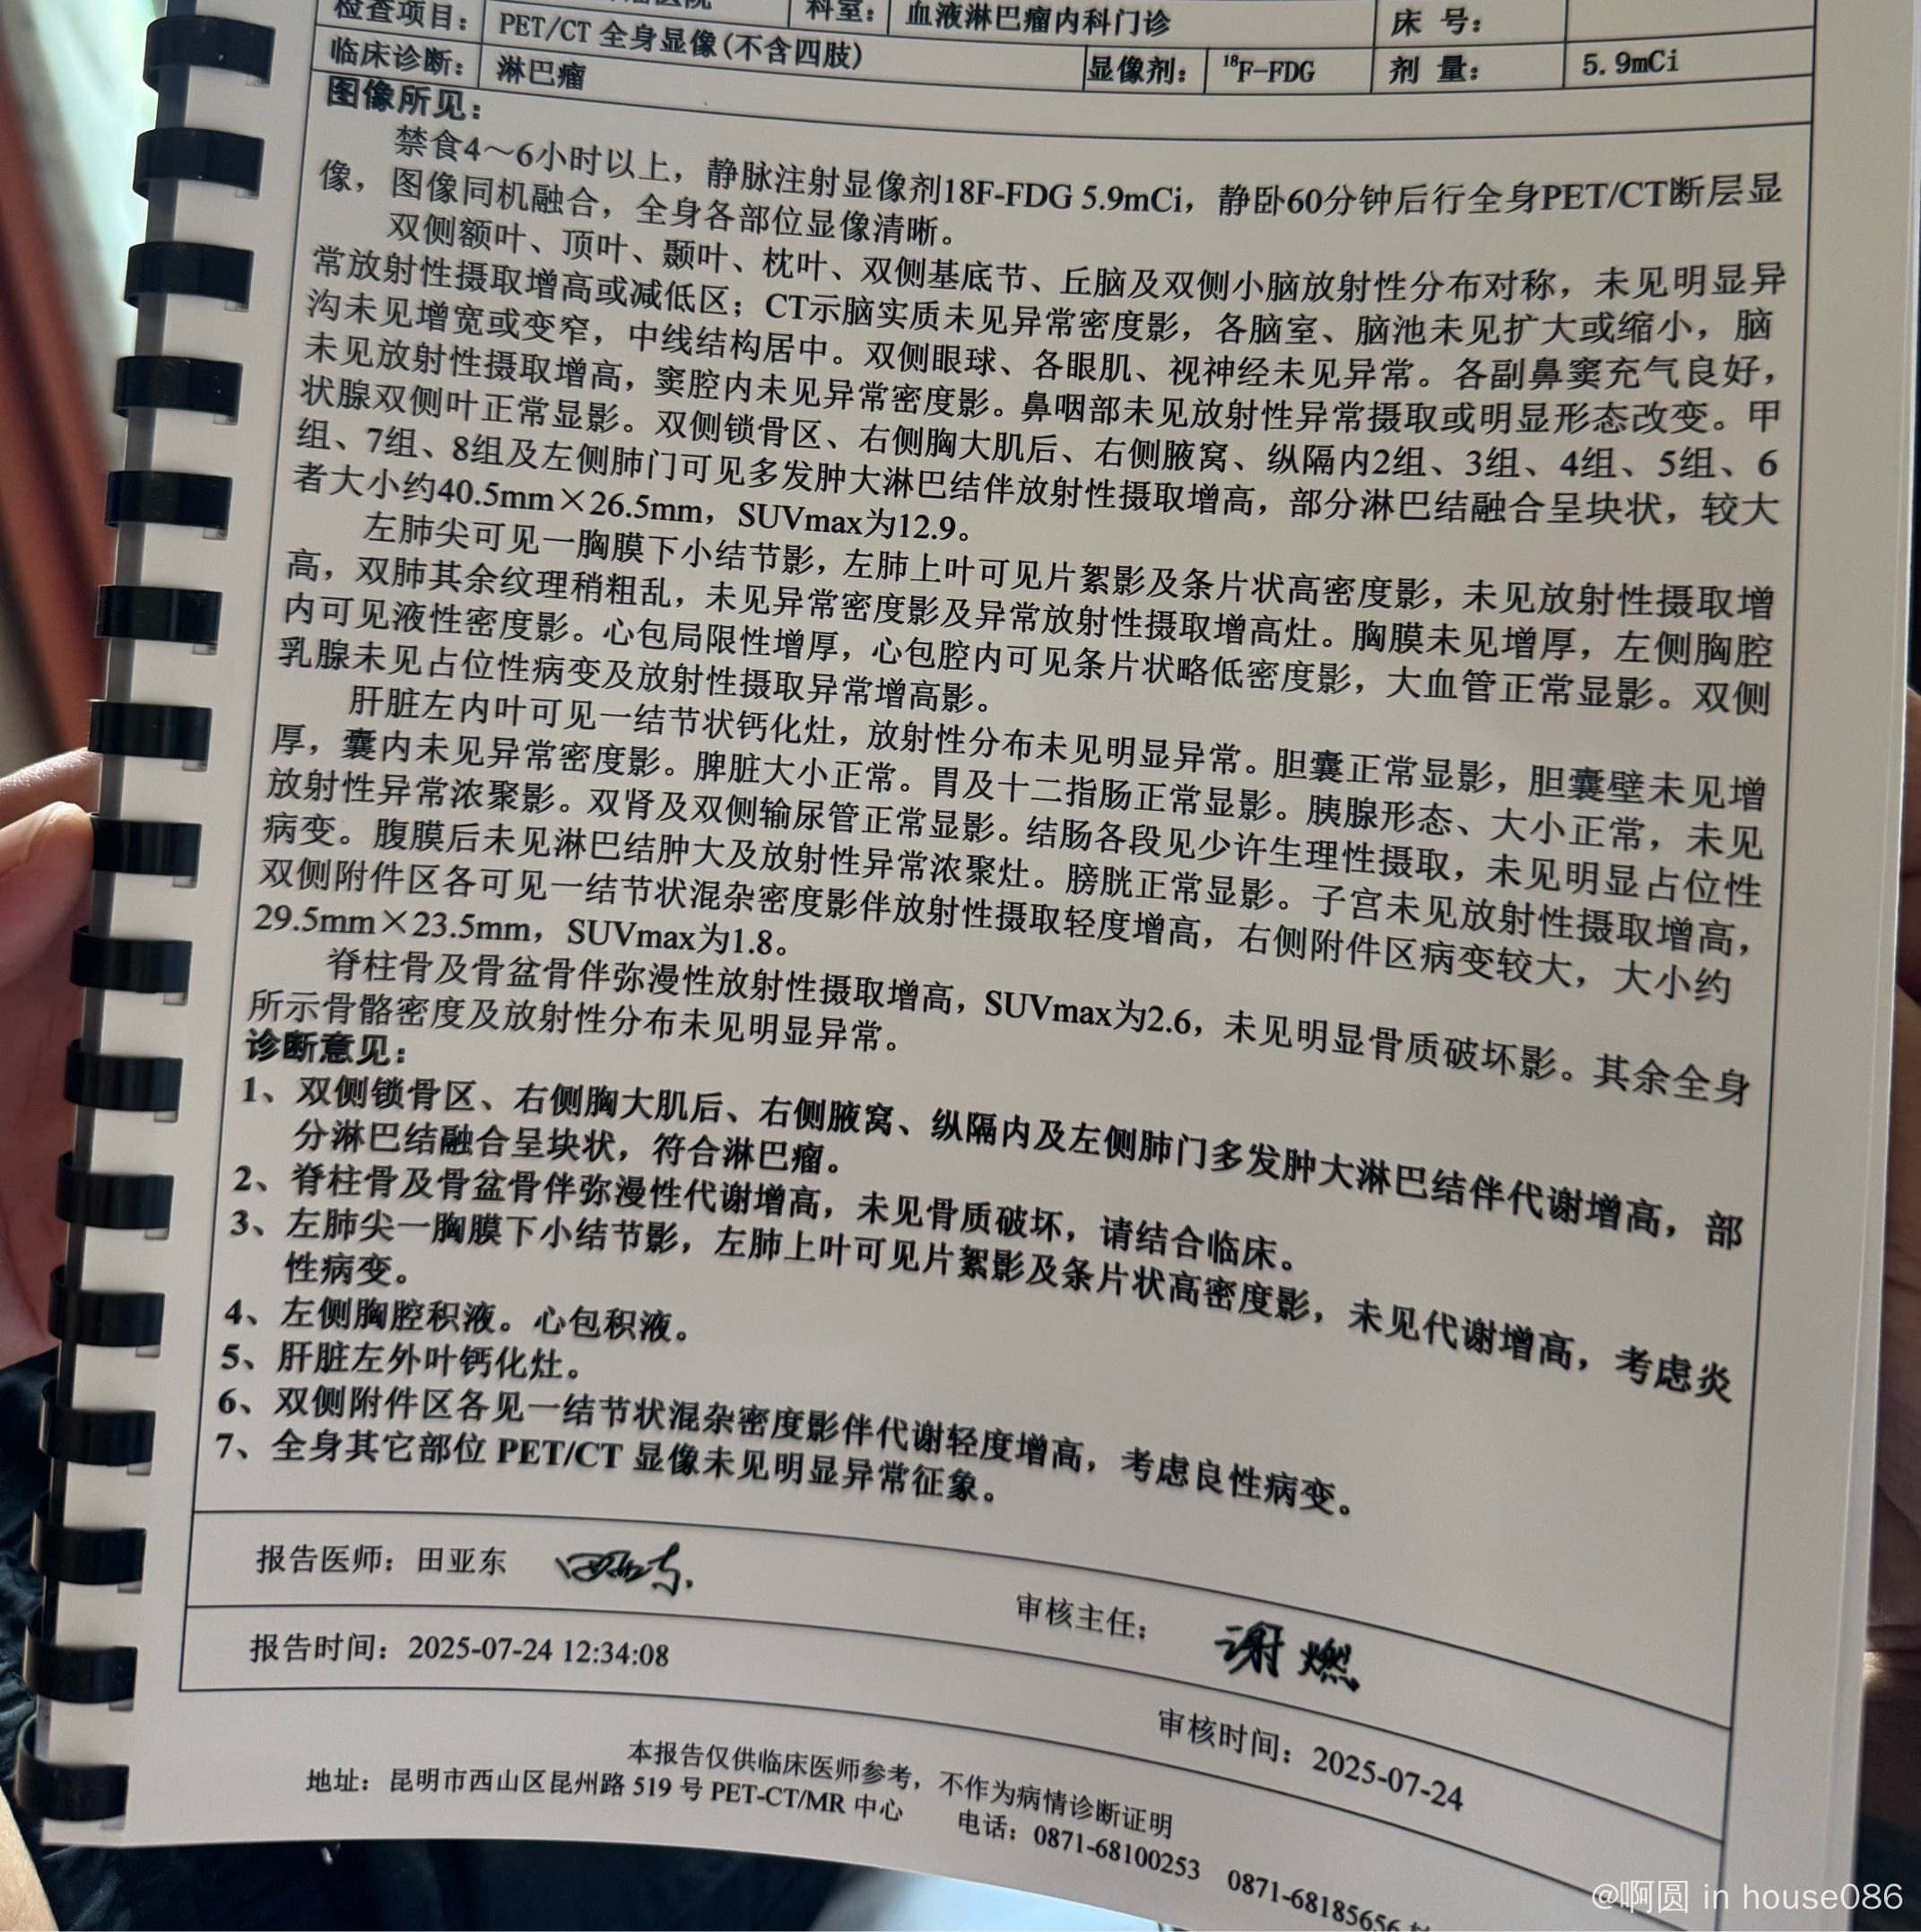 检查项目：
PET/CT 全身显像(不含四肢)
科室：
血液淋巴瘤内科门诊
床 号：
临床诊断：
淋巴瘤
显像剂：
¹⁸F-FDG
剂 量：
5.9mCi
图像所见：
禁食4～6小时以上，静脉注射显像剂18F-FDG 5.9mCi，静卧60分钟后行全身PET/CT断层显
像，图像同机融合，全身各部位显像清晰。
双侧额叶、顶叶、颞叶、枕叶、双侧基底节、丘脑及双侧小脑放射性分布对称，未见明显异
常放射性摄取增高或减低区；CT示脑实质未见异常密度影，各脑室、脑池未见扩大或缩小，脑
沟未见增宽或变窄，中线结构居中。双侧眼球、各眼肌、视神经未见异常。各副鼻窦充气良好，
未见放射性摄取增高，窦腔内未见异常密度影。鼻咽部未见放射性异常摄取或明显形态改变。甲
状腺双侧叶正常显影。双侧锁骨区、右侧胸大肌后、右侧腋窝、纵隔内2组、3组、4组、5组、6
组、7组、8组及左侧肺门可见多发肿大淋巴结伴放射性摄取增高，部分淋巴结融合呈块状，较大
者大小约40.5mm×26.5mm，SUVmax为12.9。
左肺尖可见一胸膜下小结节影，左肺上叶可见片絮影及条片状高密度影，未见放射性摄取增
高，双肺其余纹理稍粗乱，未见异常密度影及异常放射性摄取增高灶。胸膜未见增厚，左侧胸腔
内可见液性密度影。心包局限性增厚，心包腔内可见条片状略低密度影，大血管正常显影。双侧
乳腺未见占位性病变及放射性摄取异常增高影。
肝脏左内叶可见一结节状钙化灶，放射性分布未见明显异常。胆囊正常显影，胆囊壁未见增
厚，囊内未见异常密度影。脾脏大小正常。胃及十二指肠正常显影。胰腺形态、大小正常，未见
放射性异常浓聚影。双肾及双侧输尿管正常显影。结肠各段见少许生理性摄取，未见明显占位性
病变。腹膜后未见淋巴结肿大及放射性异常浓聚灶。膀胱正常显影。子宫未见放射性摄取增高，
双侧附件区各可见一结节状混杂密度影伴放射性摄取轻度增高，右侧附件区病变较大，大小约
29.5mm×23.5mm，SUVmax为1.8。
脊柱骨及骨盆骨伴弥漫性放射性摄取增高，SUVmax为2.6，未见明显骨质破坏影。其余全身
所示骨骼密度及放射性分布未见明显异常。
诊断意见：
1、双侧锁骨区、右侧胸大肌后、右侧腋窝、纵隔内及左侧肺门多发肿大淋巴结伴代谢增高，部
分淋巴结融合呈块状，符合淋巴瘤。
2、脊柱骨及骨盆骨伴弥漫性代谢增高，未见骨质破坏，请结合临床。
3、左肺尖一胸膜下小结节影，左肺上叶可见片絮影及条片状高密度影，未见代谢增高，考虑炎
性病变。
4、左侧胸腔积液。心包积液。
5、肝脏左外叶钙化灶。
6、双侧附件区各见一结节状混杂密度影伴代谢轻度增高，考虑良性病变。
7、全身其它部位 PET/CT 显像未见明显异常征象。
报告医师：田亚东
田亚东
审核主任：
谢燃
报告时间：2025-07-24 12:34:08
审核时间：2025-07-24
本报告仅供临床医师参考，不作为病情诊断证明
地址：昆明市西山区昆州路 519 号 PET-CT/MR 中心
电话：0871-68100253
0871-68185656
@啊圆 in house086